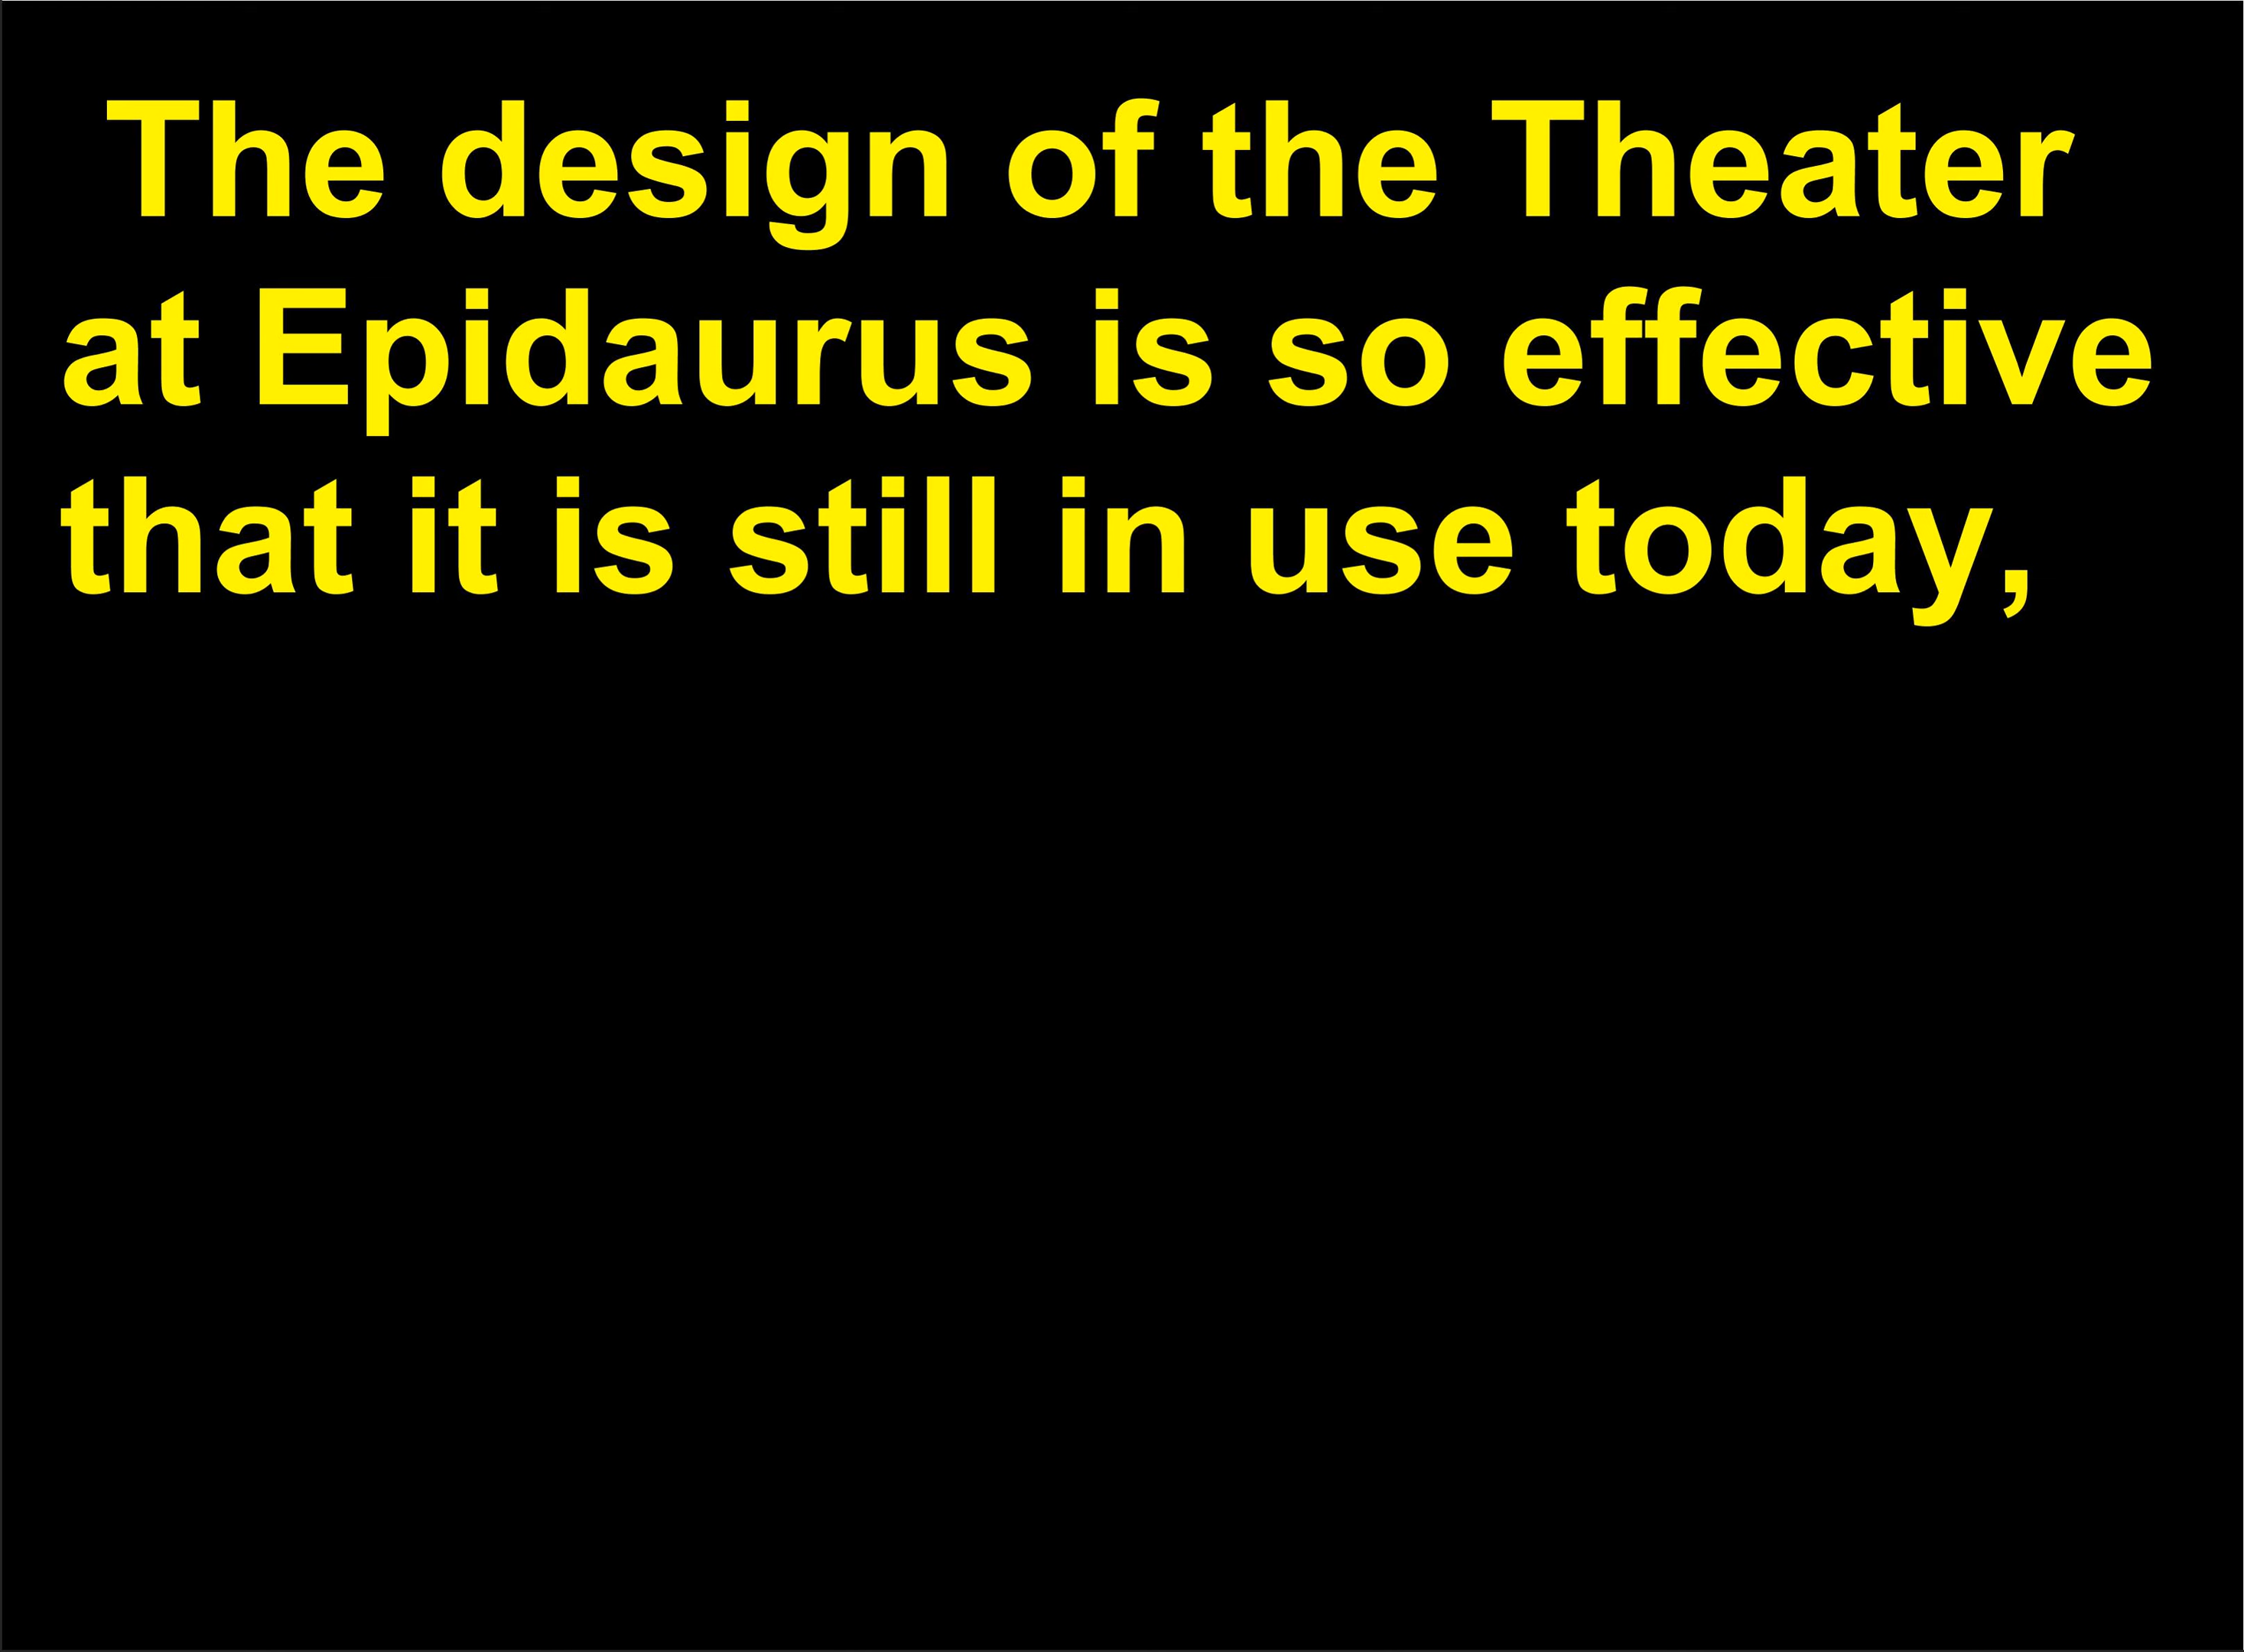 The design of the Theater
at Epidaurus is so effective
that it is still in use today,